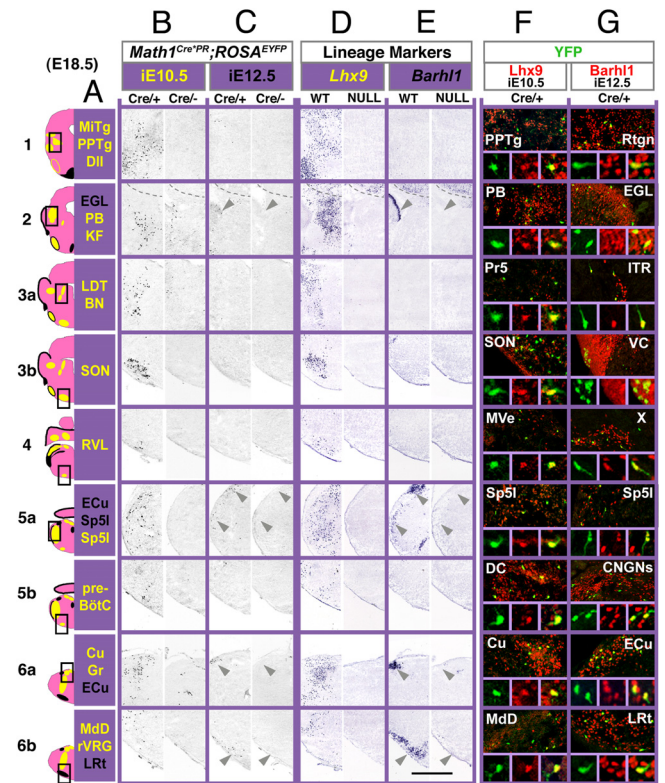 B C D E F G
Math1Cre*PR;ROSAEYFP Lineage Markers YFP
(E18.5) iE10.5 iE12.5 Lhx9 Barhl1 Lhx9 Barhl1
iE10.5 iE12.5
A Cre/+ Cre/- Cre/+ Cre/- WT NULL WT NULL Cre/+ Cre/+
1 MiTg
PPTg
Dll
PPTg Rtgn
2 EGL
PB
KF
PB EGL
3a LDT
BN
Pr5 ITR
3b SON
SON VC
4 RVL
MVe X
5a ECu
Sp5I
Sp5I
Sp5I Sp5I
5b pre-
BötC
DC CNGNs
6a Cu
Gr
ECu
Cu ECu
6b MdD
rVRG
LRt
MdD LRt